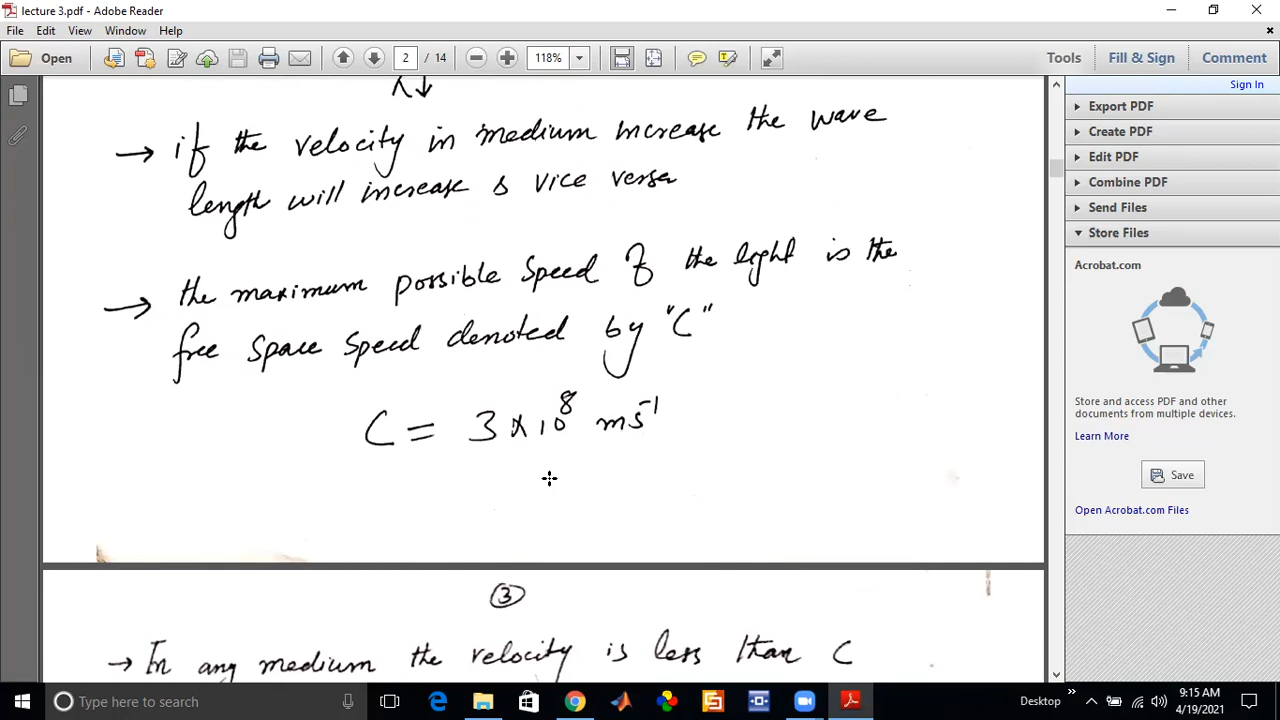 lecture 3.pdf - Adobe Reader
File Edit View Window Help
Open 2 / 14 118% Tools Fill & Sign Comment
Sign In
Export PDF
Create PDF
Edit PDF
Combine PDF
Send Files
Store Files
Acrobat.com
Store and access PDF and other
documents from multiple devices.
Learn More
Save
Open Acrobat.com Files
λ↓
→ if the velocity in medium increase the wave
length will increase & vice versa
→ the maximum possible speed of the light is the
free space speed denoted by "C"
C = 3×10⁸ ms⁻¹
③
→ In any medium the velocity is less than C
Type here to search
Desktop
»
9:15 AM
4/19/2021